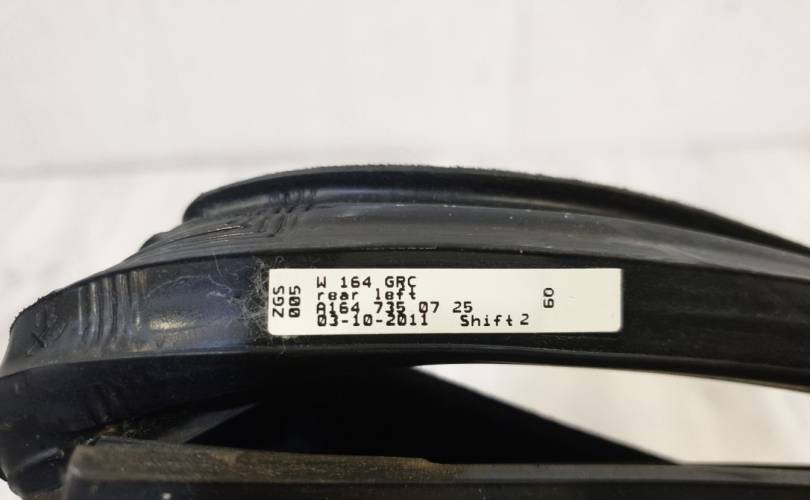 ZGS
005
W 164 GRC
rear left
A164 735 07 25
03-10-2011 Shift 2
60